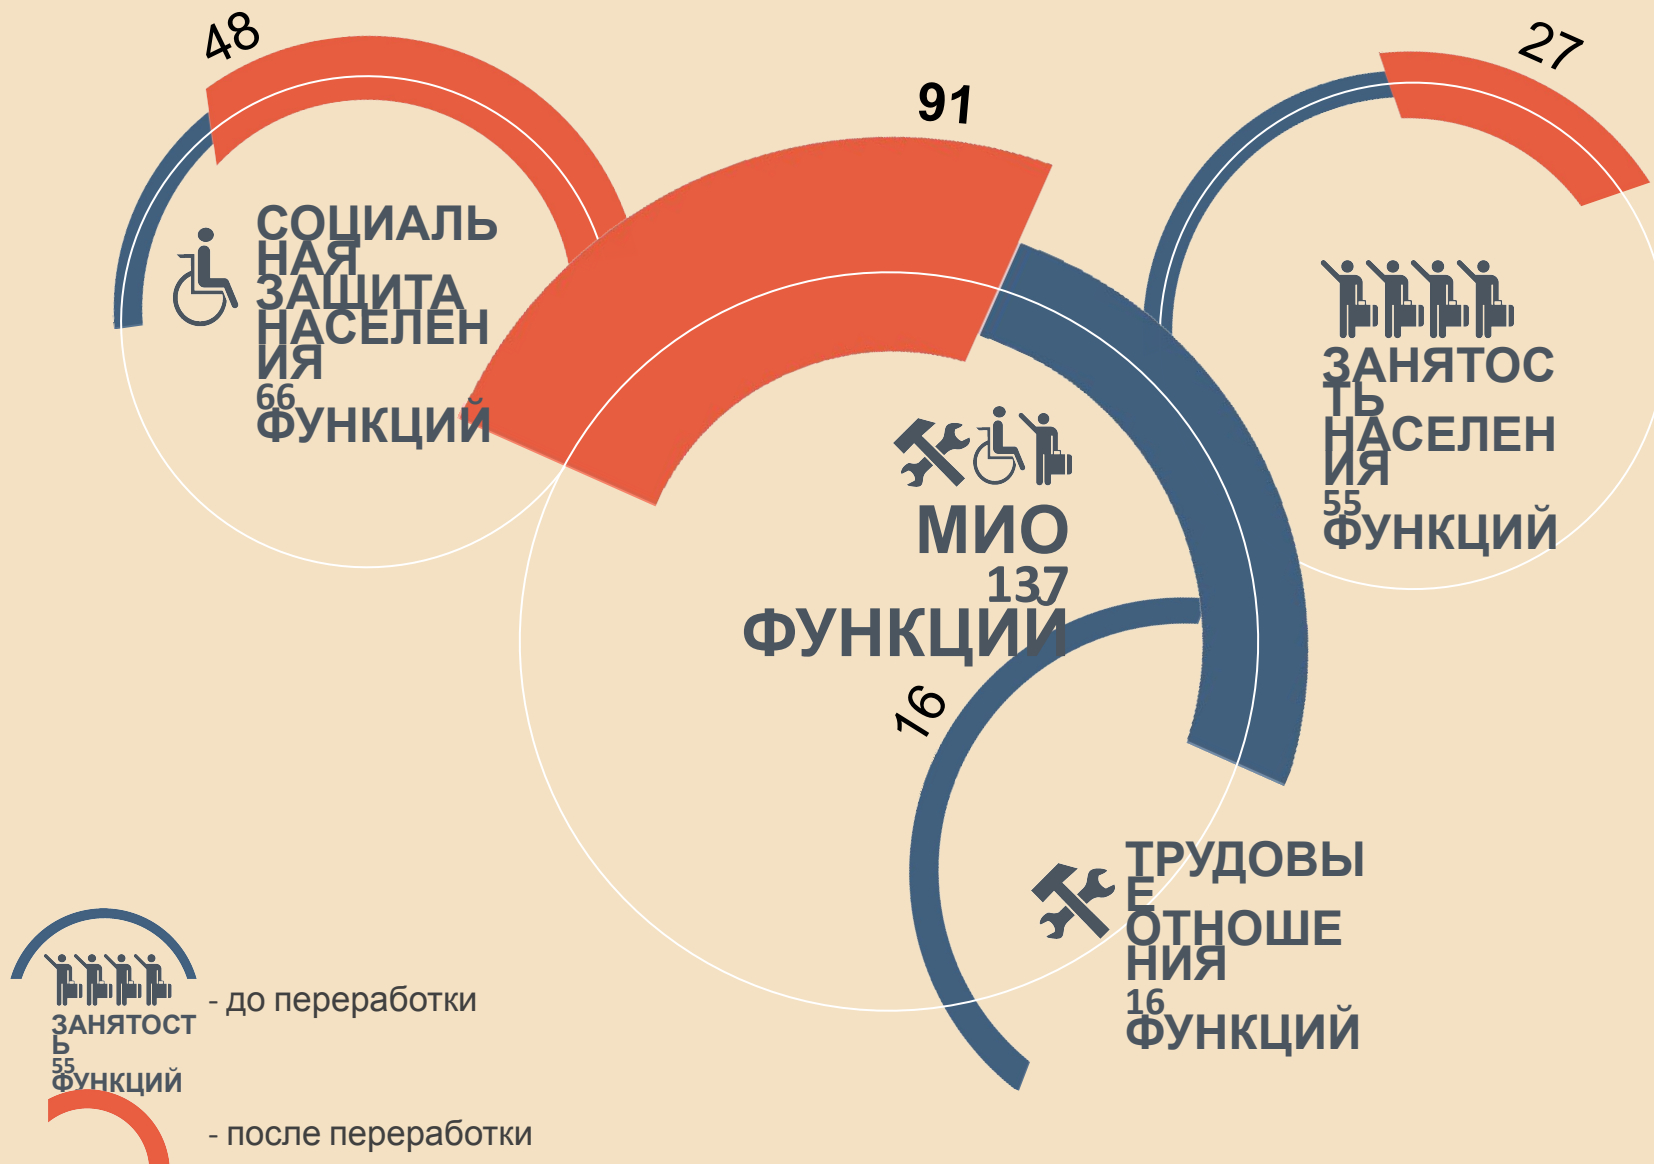 48
СОЦИАЛЬ
НАЯ
ЗАЩИТА
НАСЕЛЕН
ИЯ
66
ФУНКЦИЙ
91
27
ЗАНЯТОС
ТЬ
НАСЕЛЕН
ИЯ
55
ФУНКЦИЙ
МИО
137
ФУНКЦИЙ
16
ТРУДОВЫ
Е
ОТНОШЕ
НИЯ
16
ФУНКЦИЙ
ЗАНЯТОСТ
Ь
55
ФУНКЦИЙ
- до переработки
- после переработки